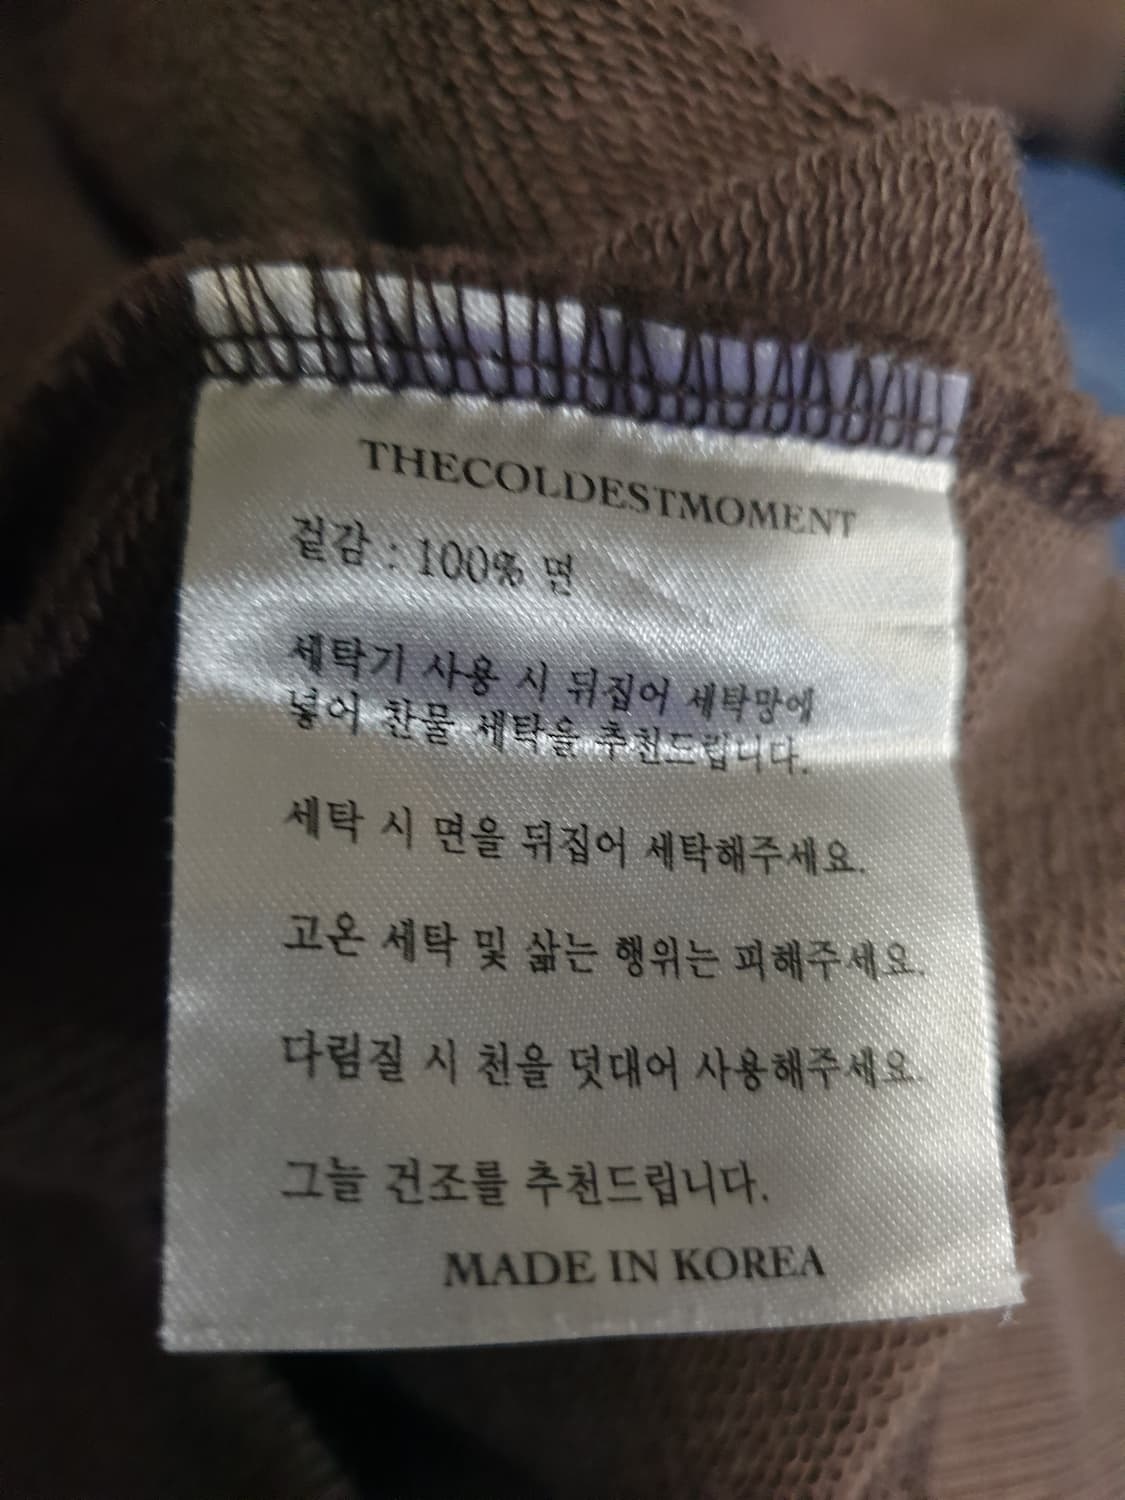 THECOLDESTMOMENT
겉감 : 100% 면
세탁기 사용 시 뒤집어 세탁망에
넣어 찬물 세탁을 추천드립니다.
세탁 시 면을 뒤집어 세탁해주세요.
고온 세탁 및 삶는 행위는 피해주세요.
다림질 시 천을 덧대어 사용해주세요.
그늘 건조를 추천드립니다.
MADE IN KOREA